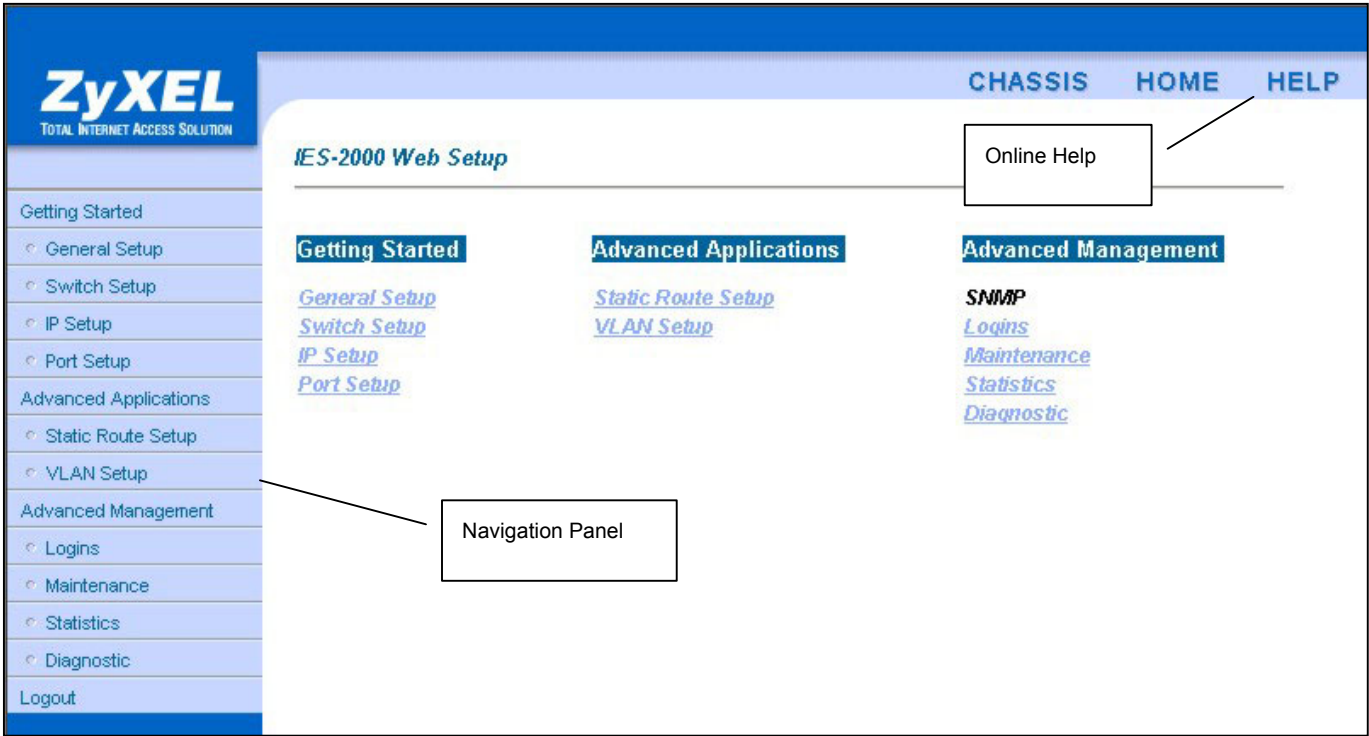 ZyXEL
TOTAL INTERNET ACCESS SOLUTION
CHASSIS HOME HELP
Online Help
IES-2000 Web Setup
Getting Started
General Setup
Switch Setup
IP Setup
Port Setup
Advanced Applications
Static Route Setup
VLAN Setup
Advanced Management
Logins
Maintenance
Statistics
Diagnostic
Logout
Getting Started
General Setup
Switch Setup
IP Setup
Port Setup
Advanced Applications
Static Route Setup
VLAN Setup
Advanced Management
SNMP
Logins
Maintenance
Statistics
Diagnostic
Navigation Panel